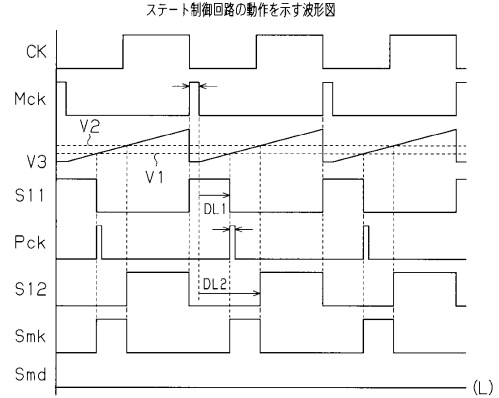 ステート制御回路の動作を示す波形図
CK
Mck
V2
V3
V1
S11
DL1
Pck
S12
DL2
Smk
Smd
(L)